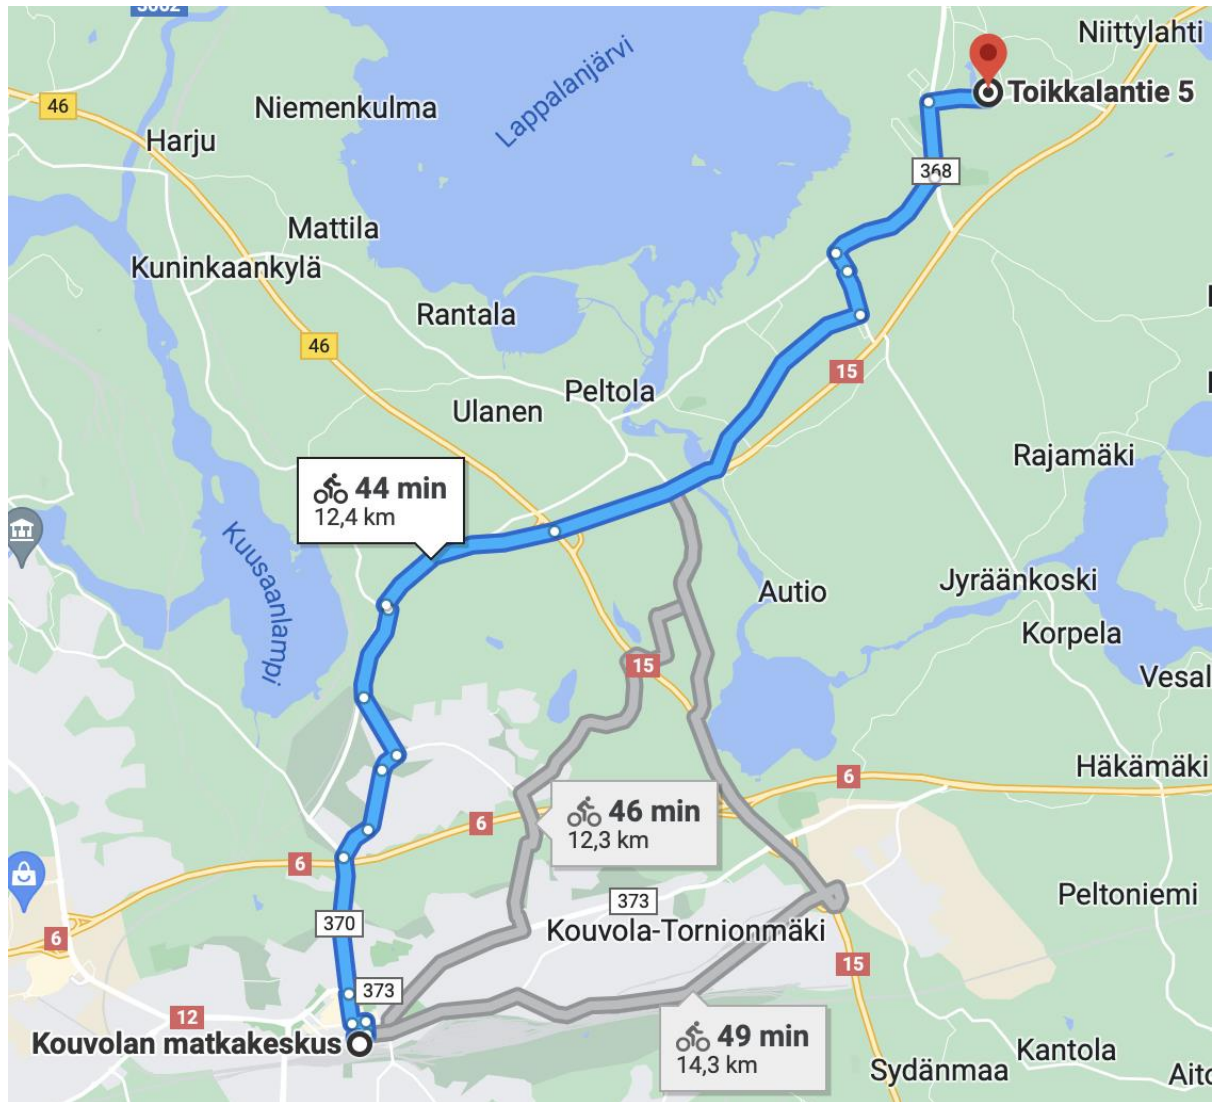 Niittylahti
Toikkalantie 5
46
Niemenkulma
Lappalanjärvi
Harju
368
Mattila
Kuninkaankylä
Rantala
46
15
Peltola
Ulanen
Rajamäki
44 min
12,4 km
Kuusaanlampi
Autio
Jyräänkoski
Korpela
15
Vesal
6
Häkämäki
46 min
12,3 km
6
6
373
Peltoniemi
370
Kouvola-Tornionmäki
6
15
373
12
Kouvolan matkakeskus
49 min
14,3 km
Kantola
Sydänmaa
Aito